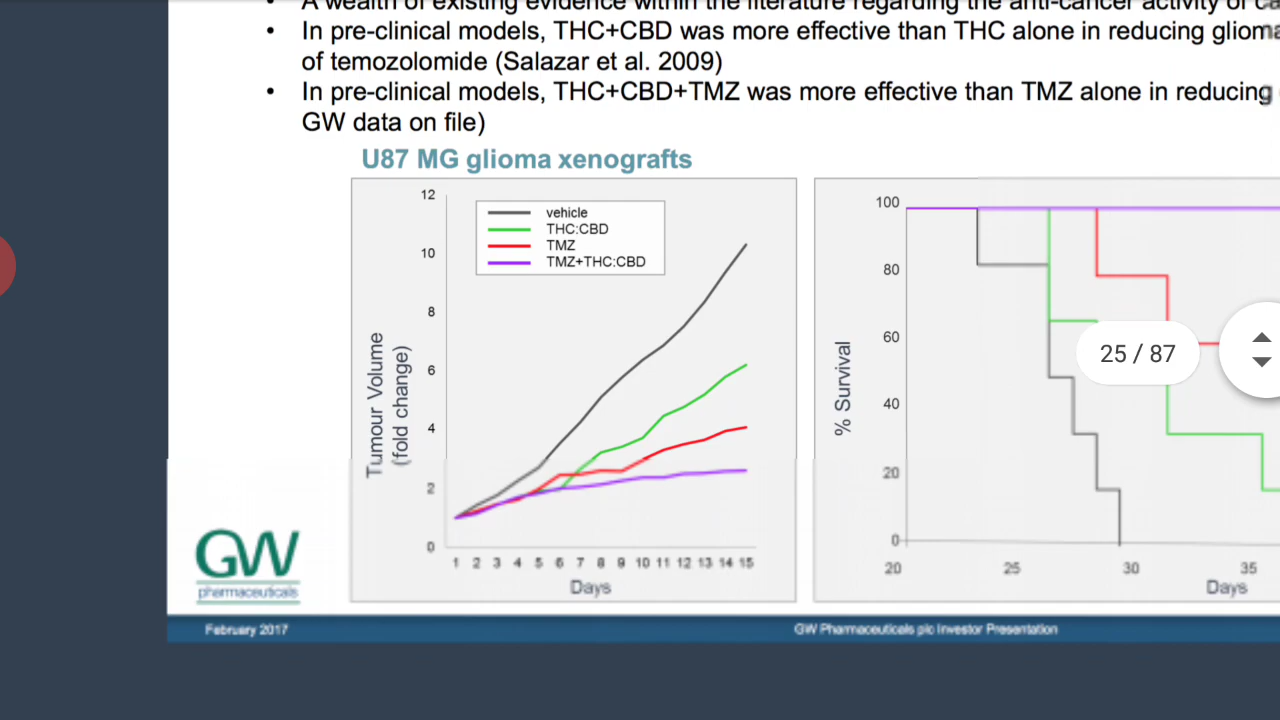 A wealth of existing evidence within the literature regarding the anti-cancer activity of
• In pre-clinical models, THC+CBD was more effective than THC alone in reducing
of temozolomide (Salazar et al. 2009)
• In pre-clinical models, THC+CBD+TMZ was more effective than TMZ alone in reducing
GW data on file)
U87 MG glioma xenografts
12
10
8
6
4
2
0
Tumour Volume
(fold change)
vehicle
THC:CBD
TMZ
TMZ+THC:CBD
1 2 3 4 5 6 7 8 9 10 11 12 13 14 15
Days
100
80
60
40
20
0
% Survival
20 25 30 35
Days
25 / 87
GW
pharmaceuticals
February 2017
GW Pharmaceuticals plc Investor Presentation